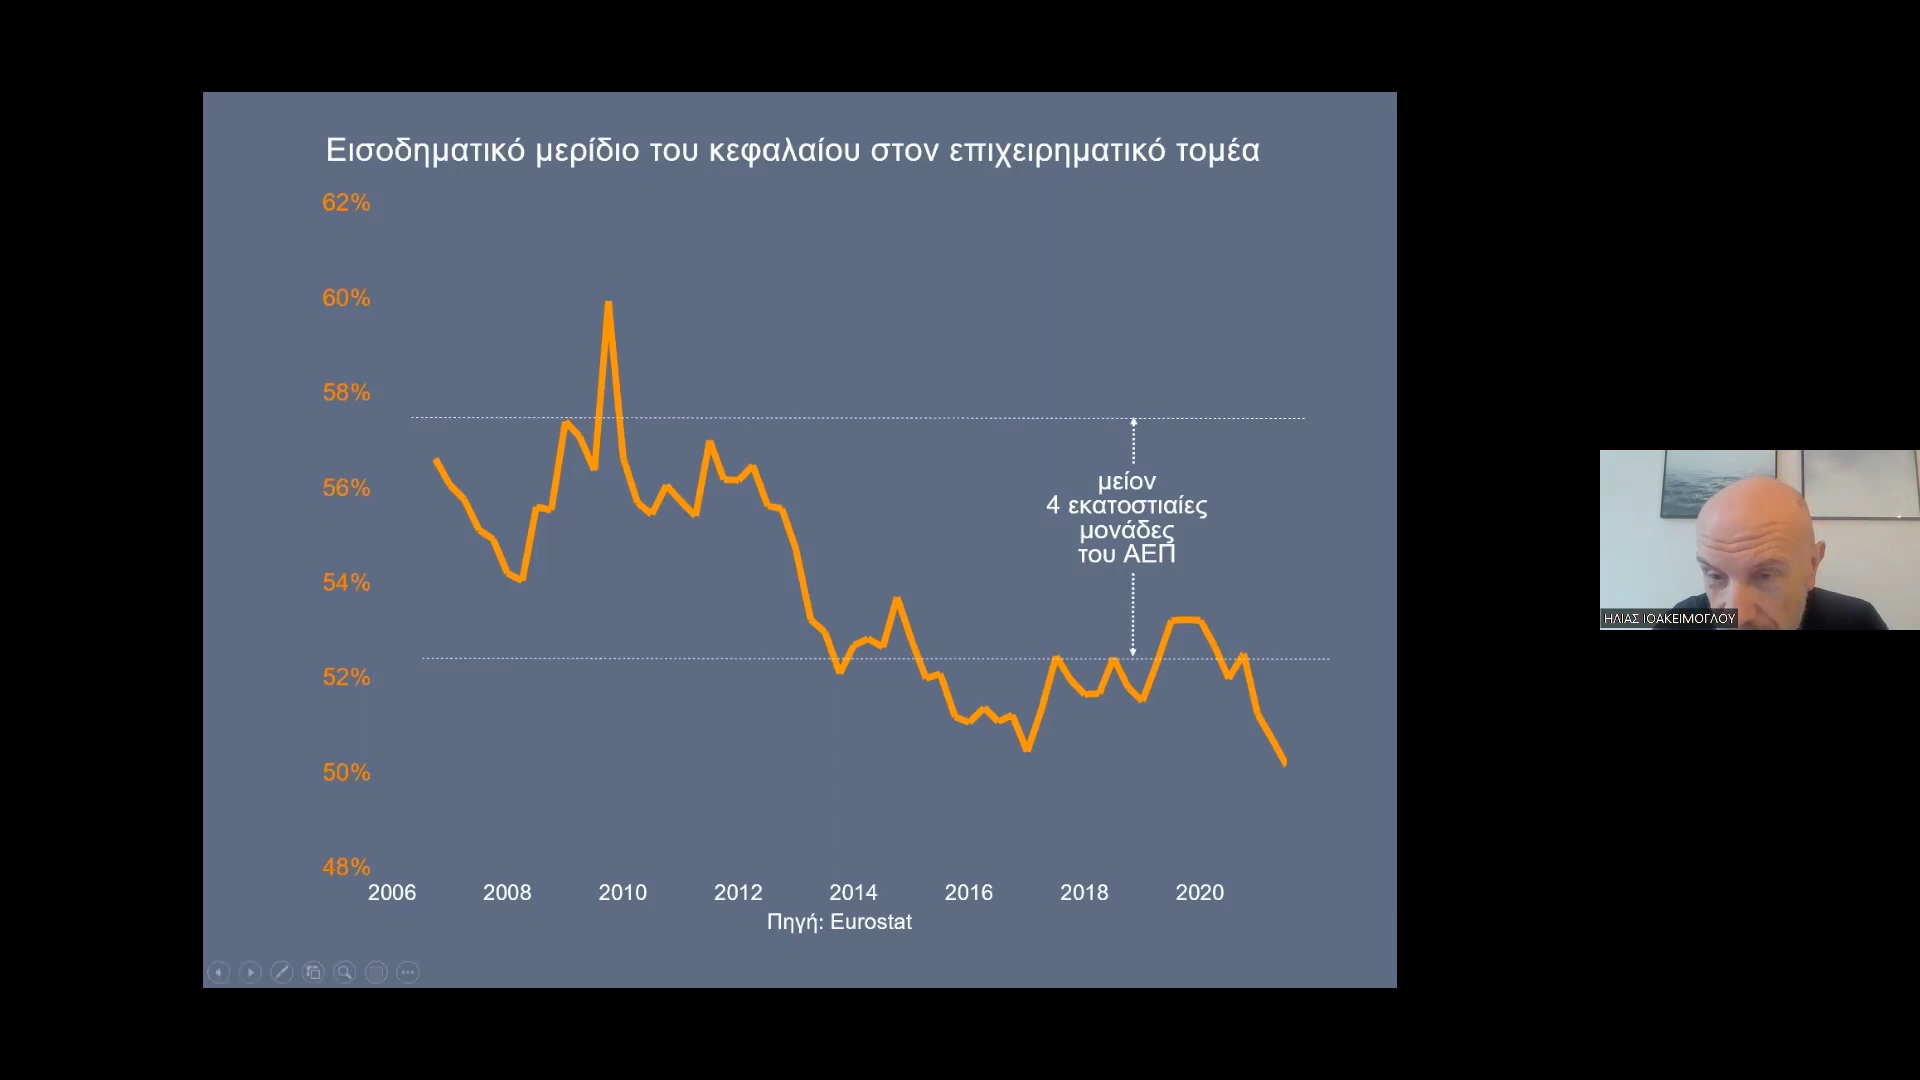 Εισοδηματικό μερίδιο του κεφαλαίου στον επιχειρηματικό τομέα
62%
60%
58%
56%
54%
52%
50%
48%
μείον
4 εκατοστιαίες
μονάδες
του ΑΕΠ
2006 2008 2010 2012 2014 2016 2018 2020
Πηγή: Eurostat
ΗΛΙΑΣ ΙΟΑΚΕΙΜΟΓΛΟΥ